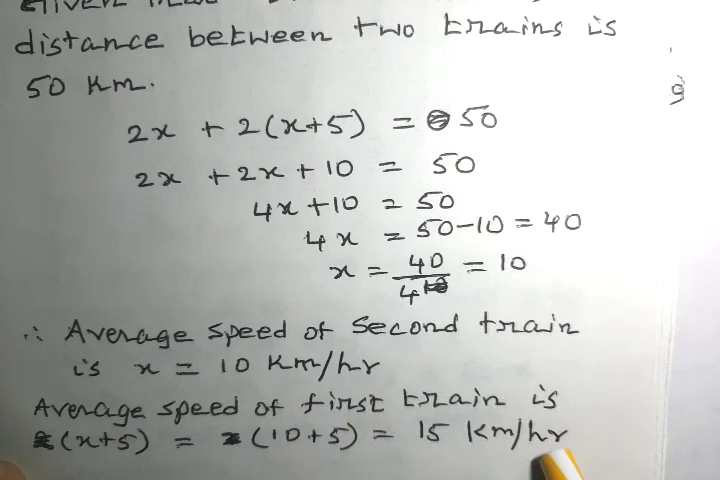 Given
distance between two trains is
50 Km.
2x + 2(x+5) = 50
2x + 2x + 10 = 50
4x + 10 = 50
4x = 50-10 = 40
x = 40/4 = 10
∴ Average speed of second train
is x = 10 Km/hr
Average speed of first train is
(x+5) = (10+5) = 15 Km/hr